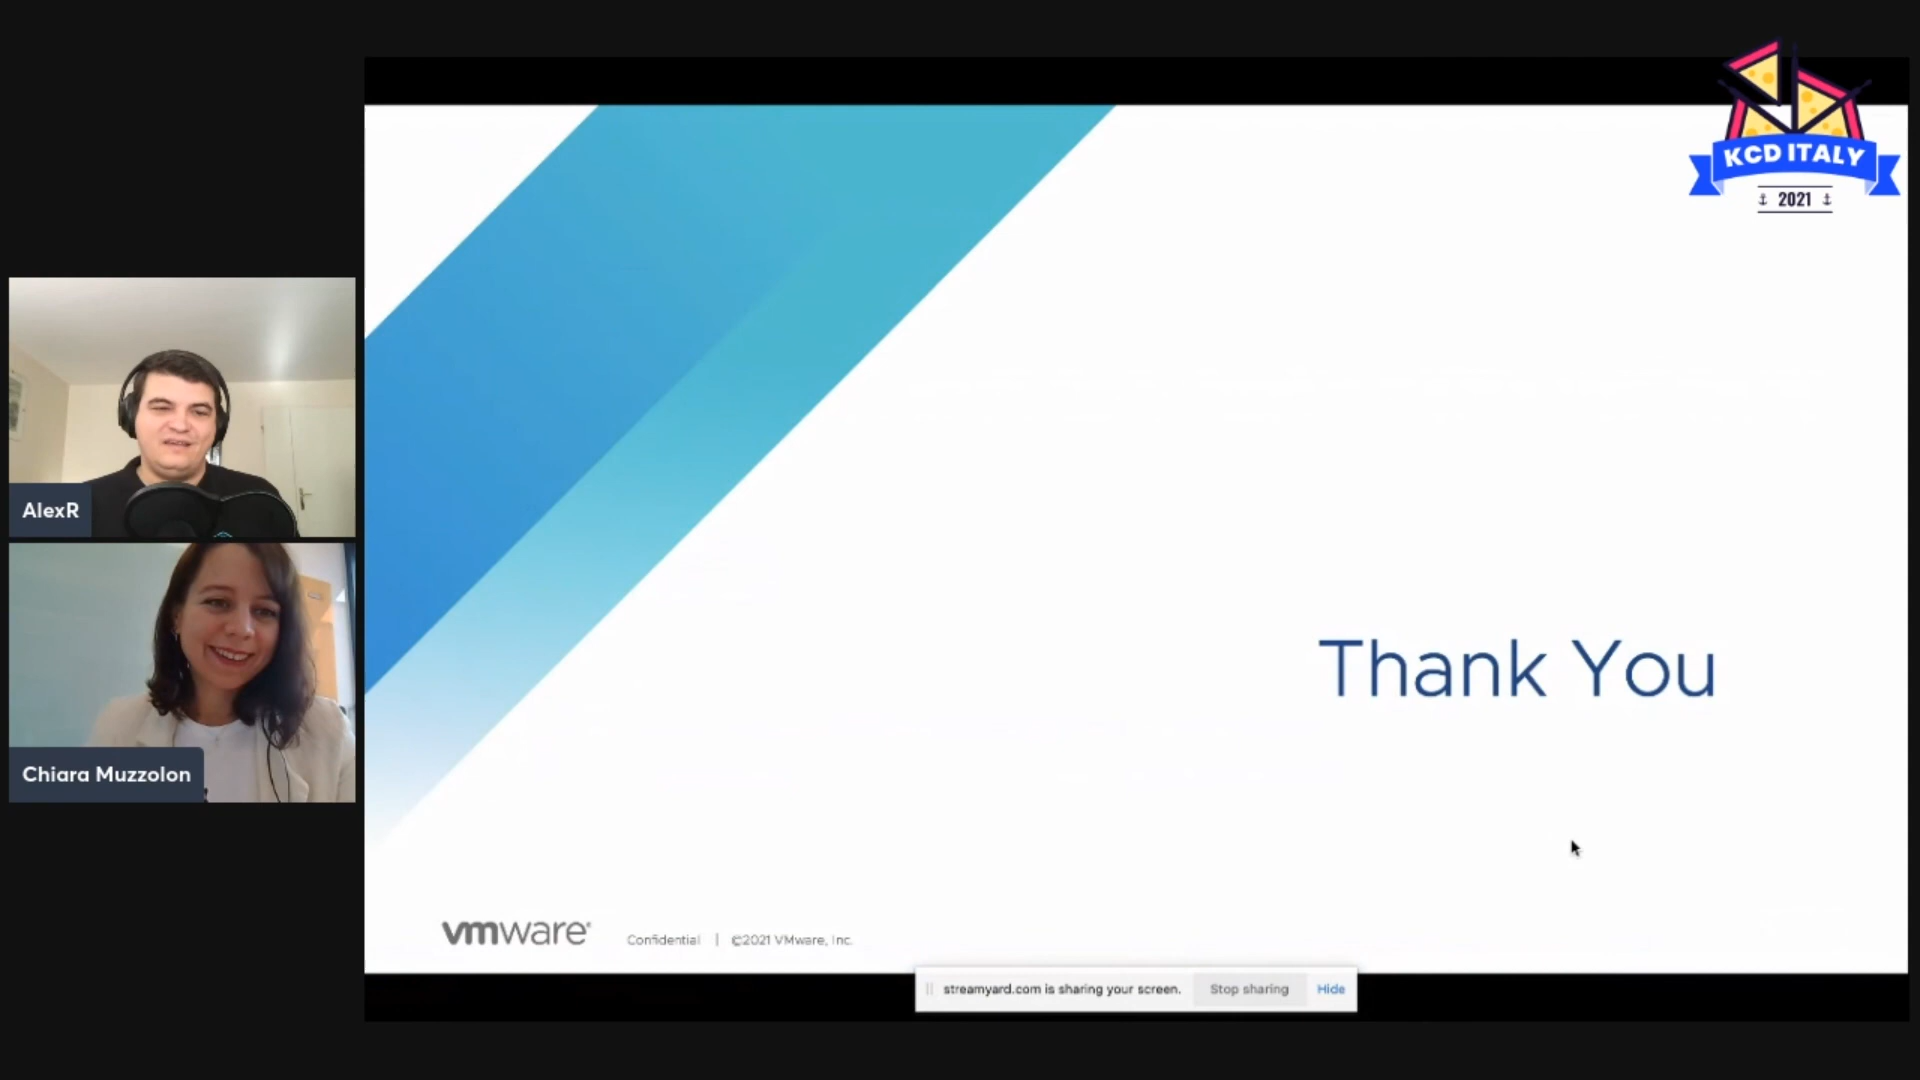 KCD ITALY
2021
AlexR
Chiara Muzzolon
Thank You
vmware®
Confidential | ©2021 VMware, Inc.
streamyard.com is sharing your screen. Stop sharing Hide